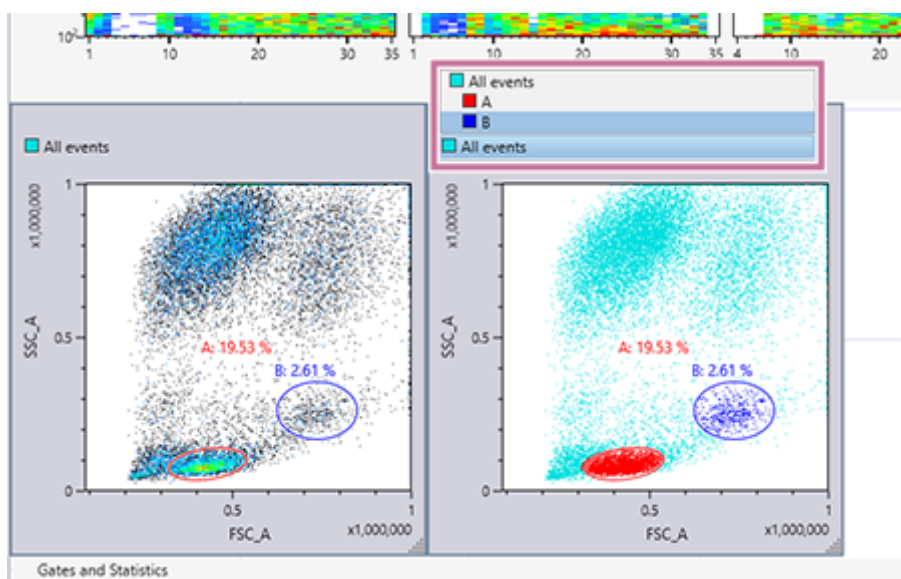 10²
1 10 20 30 35
1 10 20 30 35
4 10 20
All events
A
B
All events
All events
x1,000,000
1
0.5
0
SSC_A
A: 19.53 %
B: 2.61 %
0.5
1
x1,000,000
FSC_A
x1,000,000
1
0.5
0
SSC_A
A: 19.53 %
B: 2.61 %
0.5
1
x1,000,000
FSC_A
Gates and Statistics